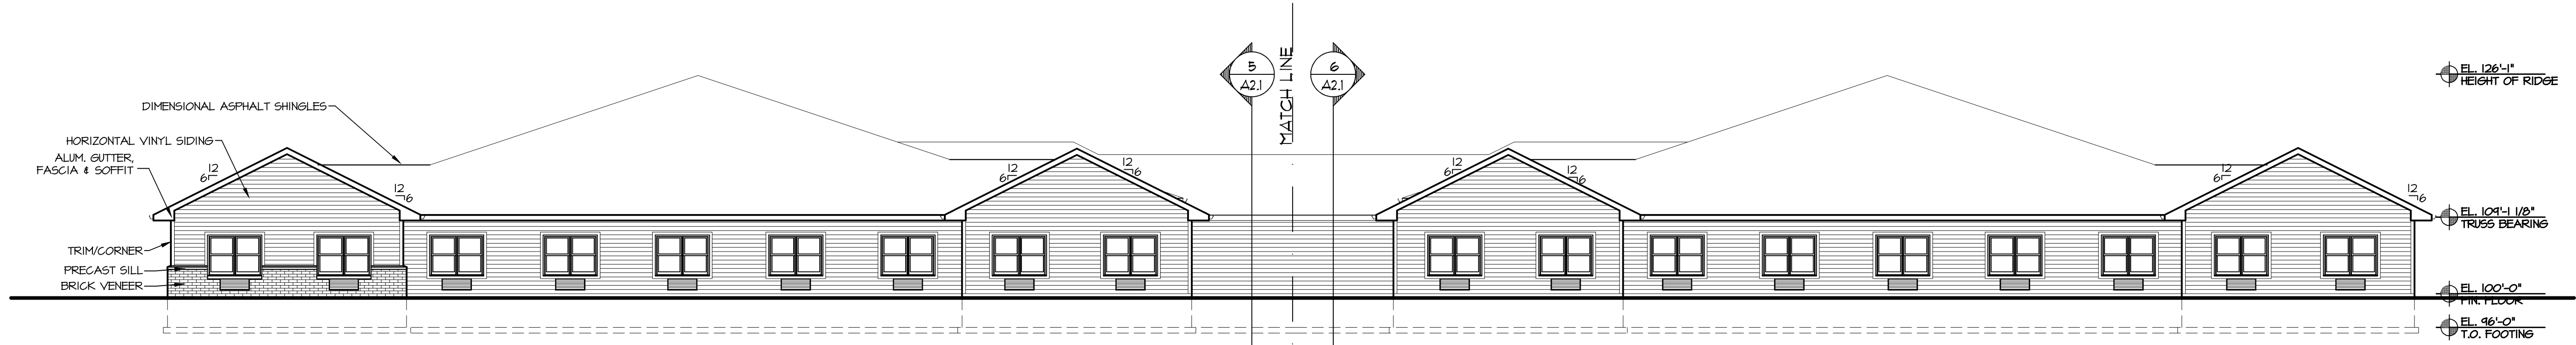 DIMENSIONAL ASPHALT SHINGLES
HORIZONTAL VINYL SIDING
ALUM. GUTTER,
FASCIA & SOFFIT
TRIM/CORNER
PRECAST SILL
BRICK VENEER
12
6
12
6
12
6
12
6
5
A2.1
MATCH LINE
6
A2.1
12
6
12
6
12
6
12
6
EL. 126'-1"
HEIGHT OF RIDGE
EL. 109'-1 1/8"
TRUSS BEARING
EL. 100'-0"
FIN. FLOOR
EL. 96'-0"
T.O. FOOTING